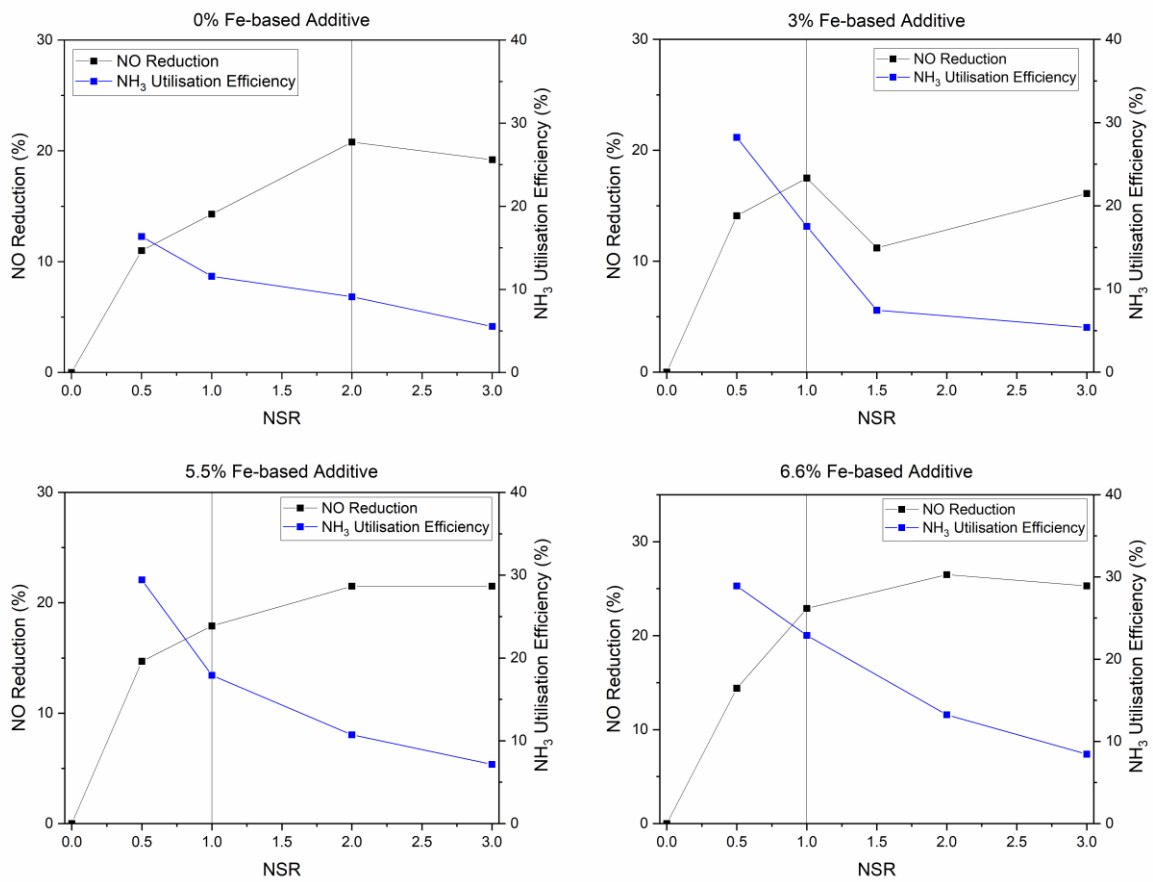 0% Fe-based Additive
NO Reduction
NH₃ Utilisation Efficiency
NO Reduction (%)
30
20
10
0
NH₃ Utilisation Efficiency (%)
40
30
20
10
0
0.0 0.5 1.0 1.5 2.0 2.5 3.0
NSR
3% Fe-based Additive
NO Reduction
NH₃ Utilisation Efficiency
NO Reduction (%)
30
20
10
0
NH₃ Utilisation Efficiency (%)
40
30
20
10
0
0.0 0.5 1.0 1.5 2.0 2.5 3.0
NSR
5.5% Fe-based Additive
NO Reduction
NH₃ Utilisation Efficiency
NO Reduction (%)
30
20
10
0
NH₃ Utilisation Efficiency (%)
40
30
20
10
0
0.0 0.5 1.0 1.5 2.0 2.5 3.0
NSR
6.6% Fe-based Additive
NO Reduction
NH₃ Utilisation Efficiency
NO Reduction (%)
30
20
10
0
NH₃ Utilisation Efficiency (%)
40
30
20
10
0
0.0 0.5 1.0 1.5 2.0 2.5 3.0
NSR